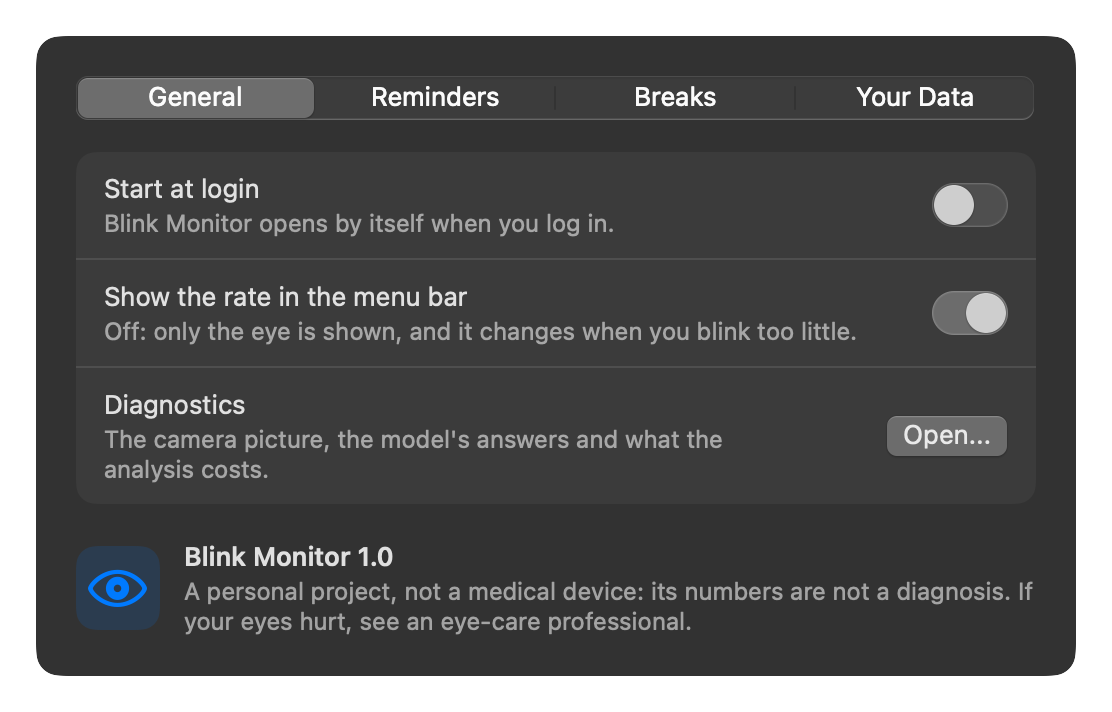 General Reminders Breaks Your Data
Start at login
Blink Monitor opens by itself when you log in.
Show the rate in the menu bar
Off: only the eye is shown, and it changes when you blink too little.
Diagnostics
The camera picture, the model's answers and what the
analysis costs.
Open...
Blink Monitor 1.0
A personal project, not a medical device: its numbers are not a diagnosis. If
your eyes hurt, see an eye-care professional.